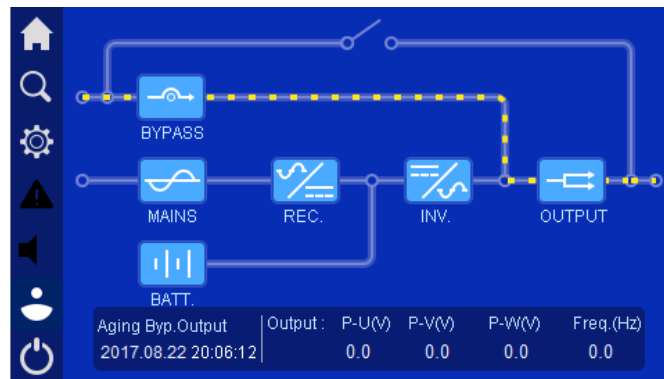 BYPASS
MAINS
REC.
INV.
OUTPUT
BATT.
Aging Byp.Output
2017.08.22 20:06:12
Output : P-U(V) P-V(V) P-W(V) Freq.(Hz)
0.0 0.0 0.0 0.0